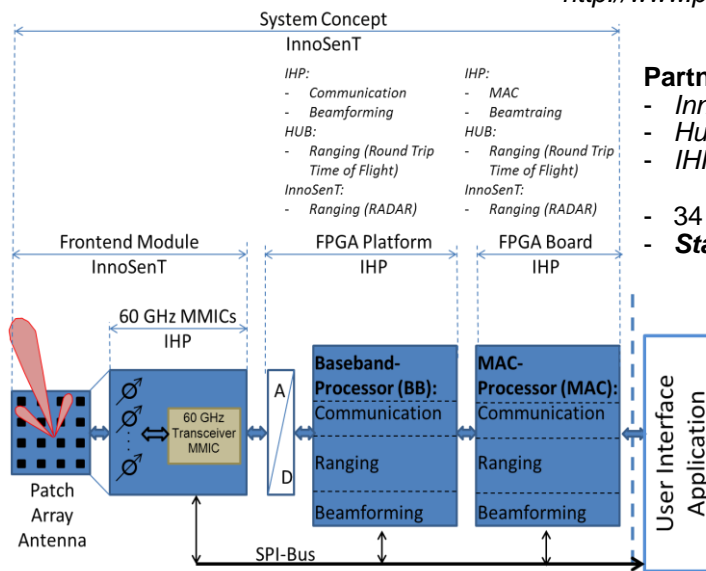 System Concept
InnoSenT
IHP:
- Communication
- Beamforming
HUB:
- Ranging (Round Trip
Time of Flight)
InnoSenT:
- Ranging (RADAR)
IHP:
- MAC
- Beamtraing
HUB:
- Ranging (Round Trip
Time of Flight)
InnoSenT:
- Ranging (RADAR)
- 34
Frontend Module
InnoSenT
FPGA Platform
IHP
FPGA Board
IHP
60 GHz MMICs
IHP
60 GHz
Transceiver
MMIC
A
D
Baseband-
Processor (BB):
Communication
Ranging
Beamforming
MAC-
Processor (MAC):
Communication
Ranging
Beamforming
User Interface
Application
Patch
Array
Antenna
SPI-Bus